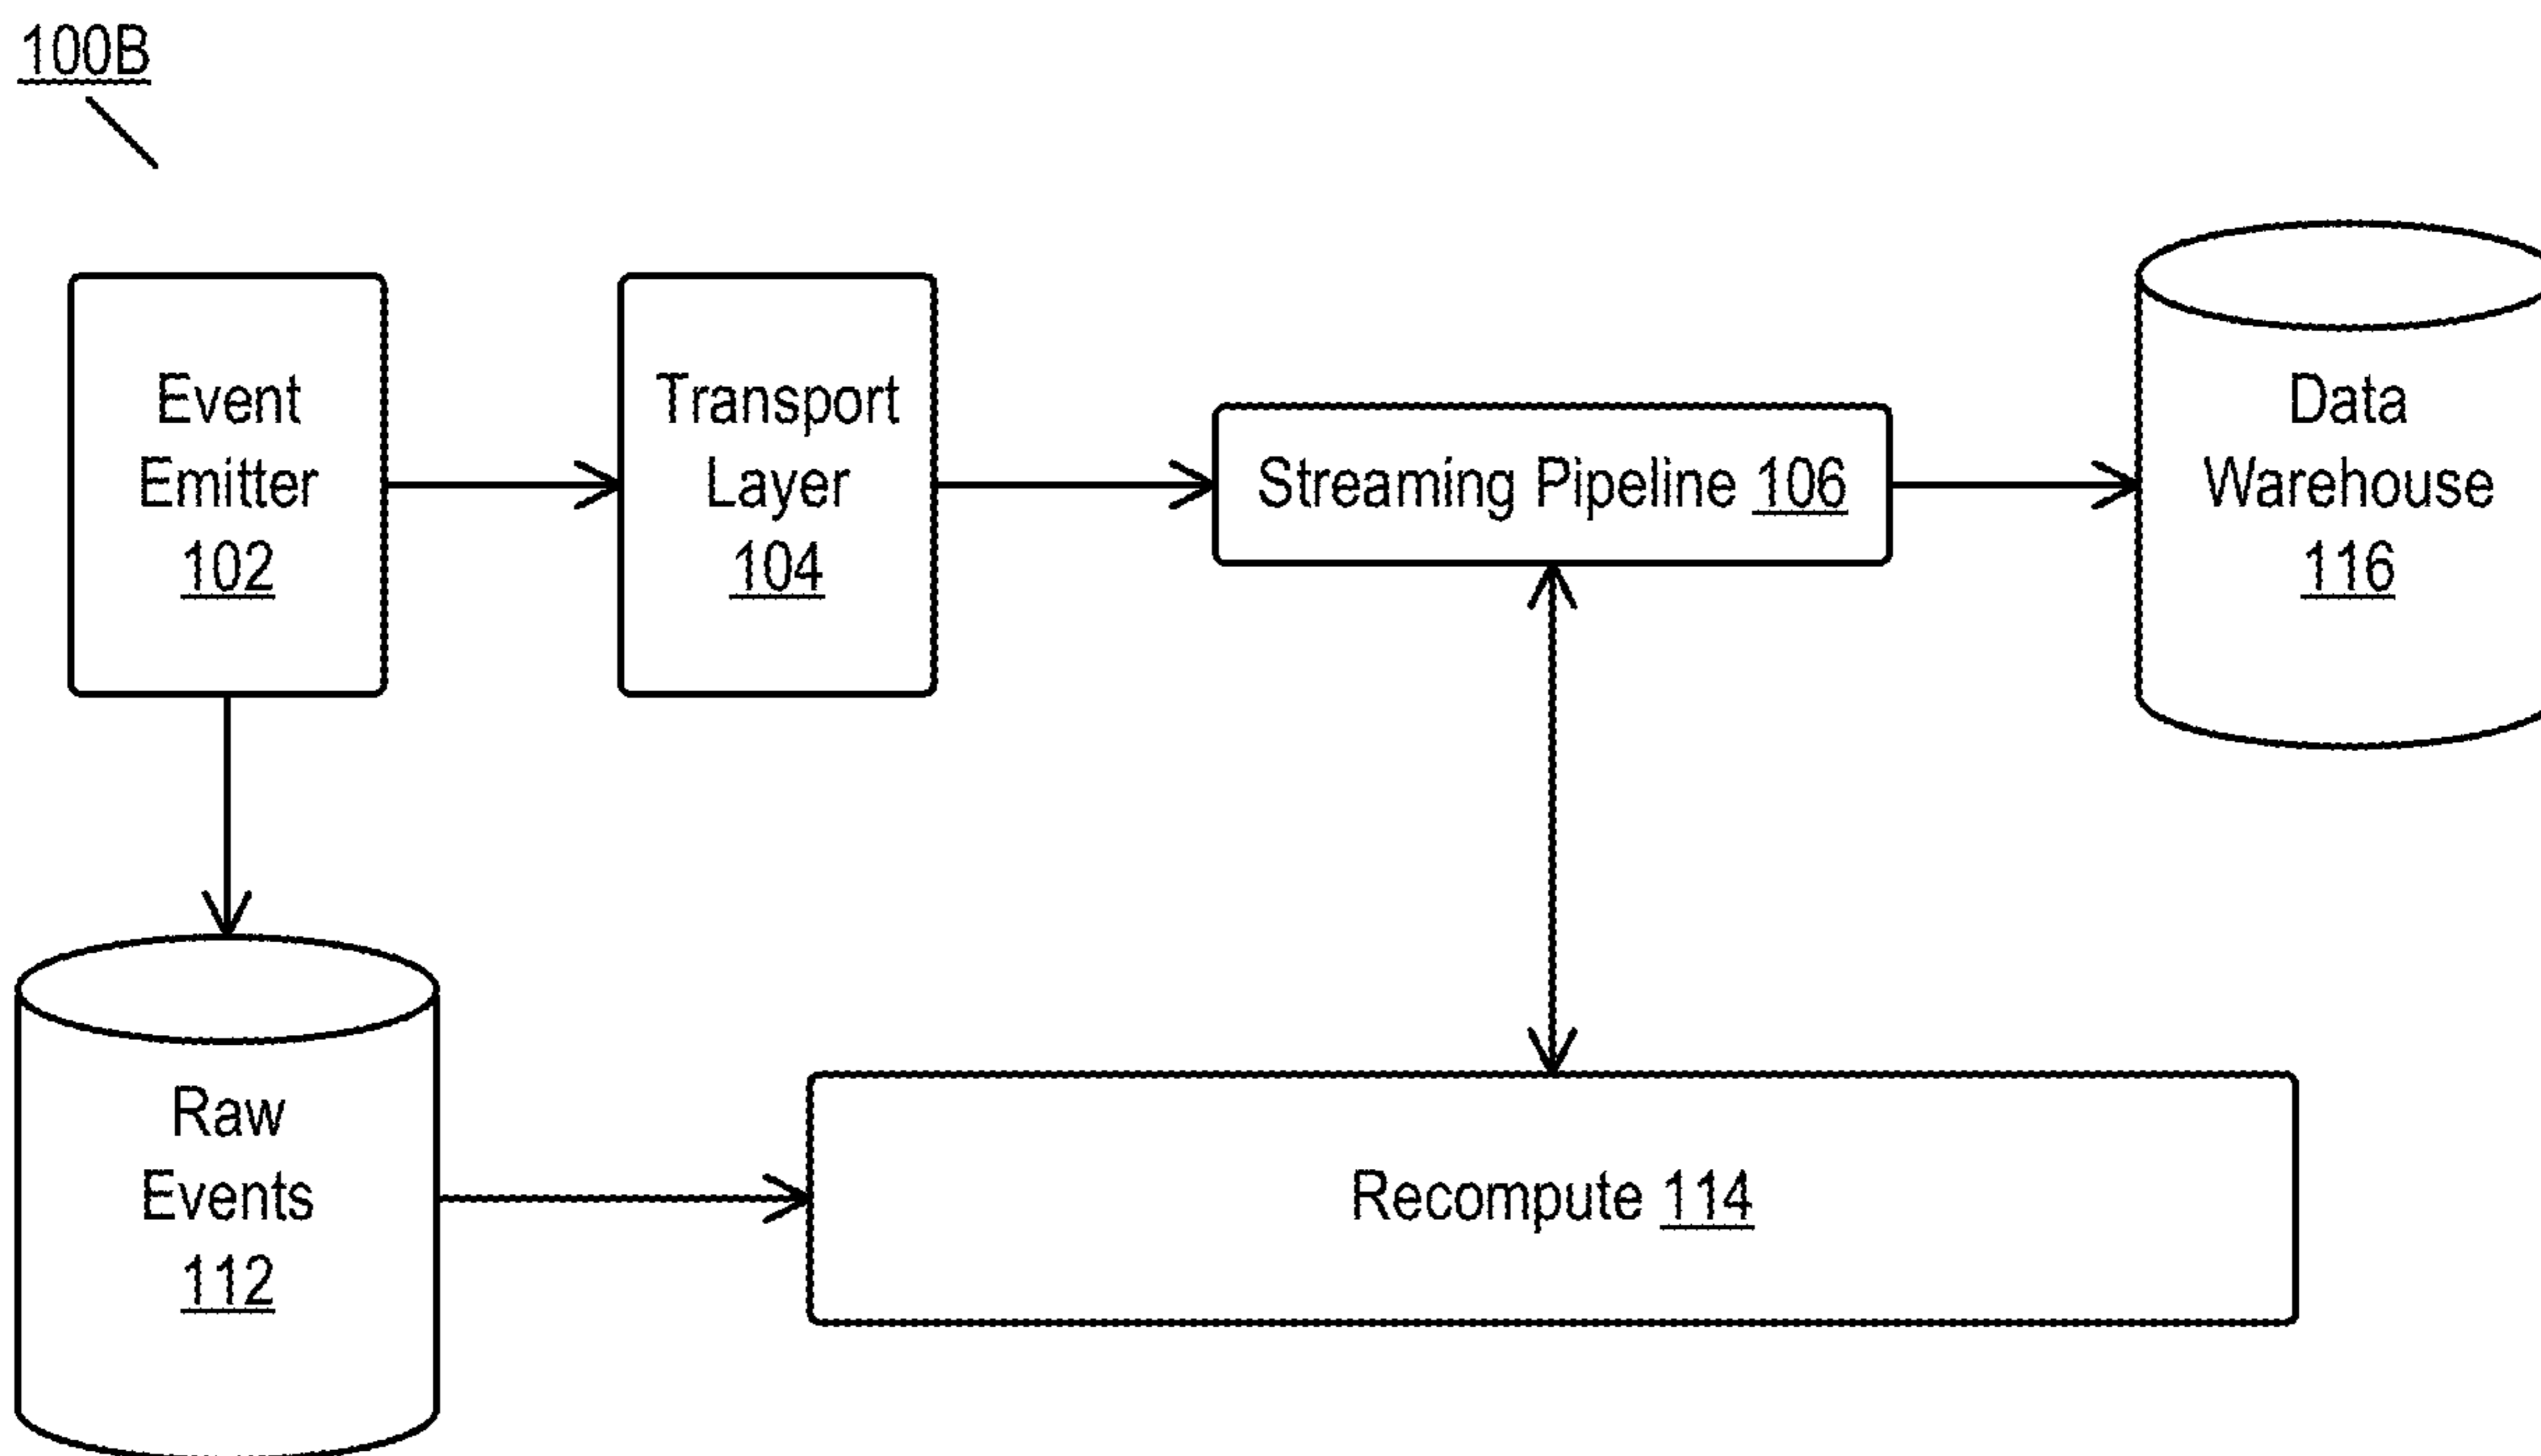 100B
Event
Emitter
102
Transport
Layer
104
Streaming Pipeline 106
Data
Warehouse
116
Raw
Events
112
Recompute 114